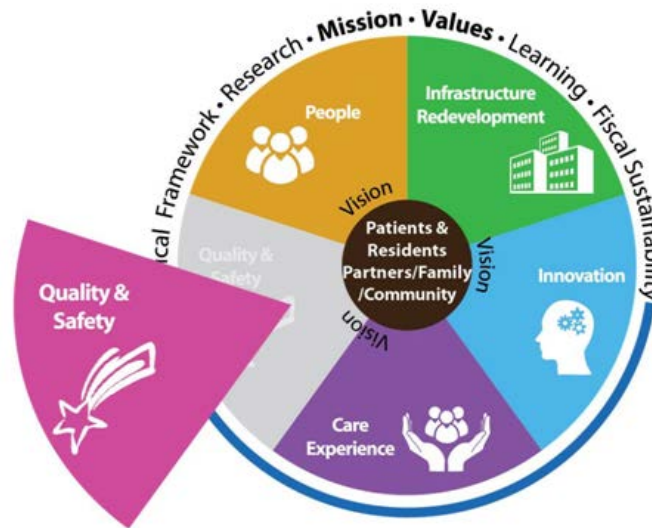 ical Framework • Research • Mission • Values • Learning • Fiscal Sustainability
People
Infrastructure
Redevelopment
Vision
Patients &
Residents
Partners/Family
/Community
Vision
Vision
Quality &
Safety
Innovation
Quality &
Safety
Care
Experience